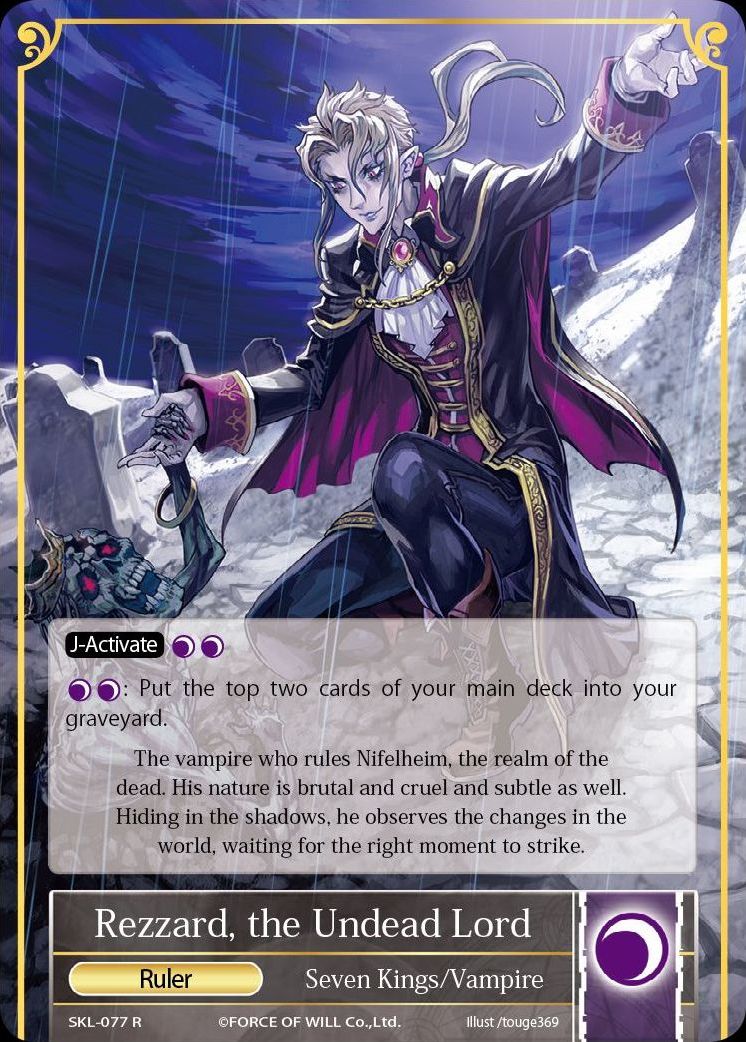 J-Activate
: Put the top two cards of your main deck into your
graveyard.
The vampire who rules Nifelheim, the realm of the
dead. His nature is brutal and cruel and subtle as well.
Hiding in the shadows, he observes the changes in the
world, waiting for the right moment to strike.
Rezzard, the Undead Lord
Ruler Seven Kings/Vampire
SKL-077 R ©FORCE OF WILL Co.,Ltd. Illust /touge369